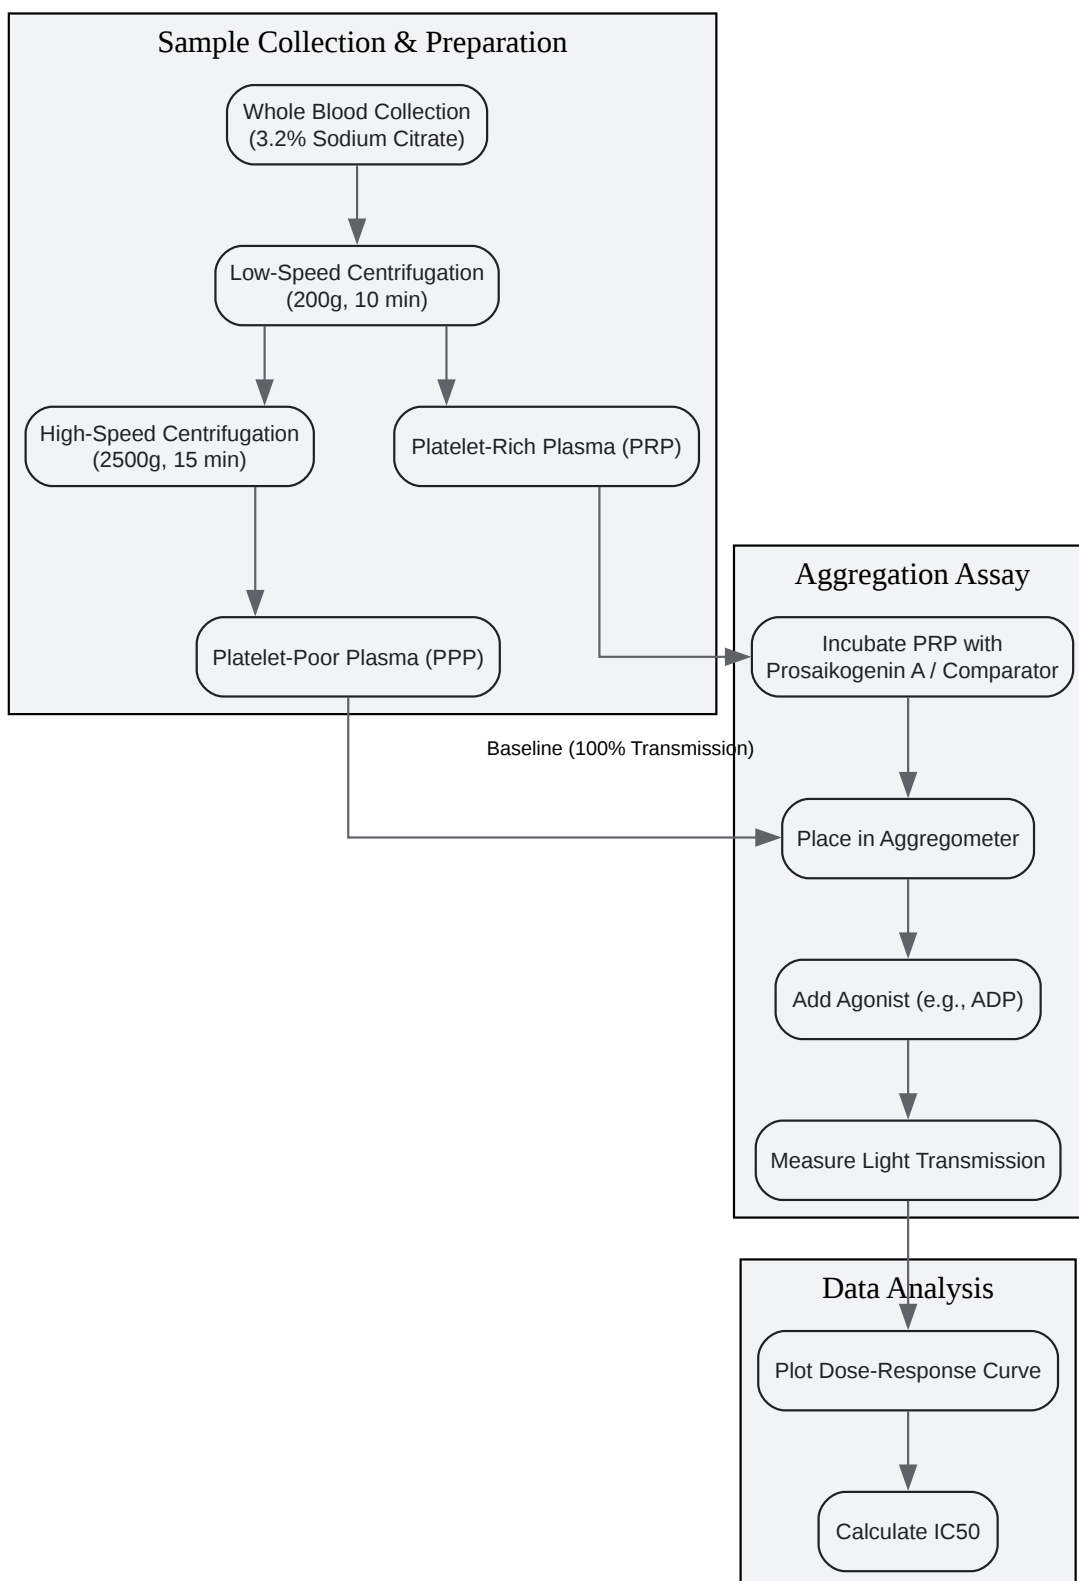 Sample Collection & Preparation
Whole Blood Collection
(3.2% Sodium Citrate)
Low-Speed Centrifugation
(200g, 10 min)
High-Speed Centrifugation
(2500g, 15 min)
Platelet-Rich Plasma (PRP)
Platelet-Poor Plasma (PPP)
Aggregation Assay
Incubate PRP with
Prosaikogenin A / Comparator
Baseline (100% Transmission)
Place in Aggregometer
Add Agonist (e.g., ADP)
Measure Light Transmission
Data Analysis
Plot Dose-Response Curve
Calculate IC50